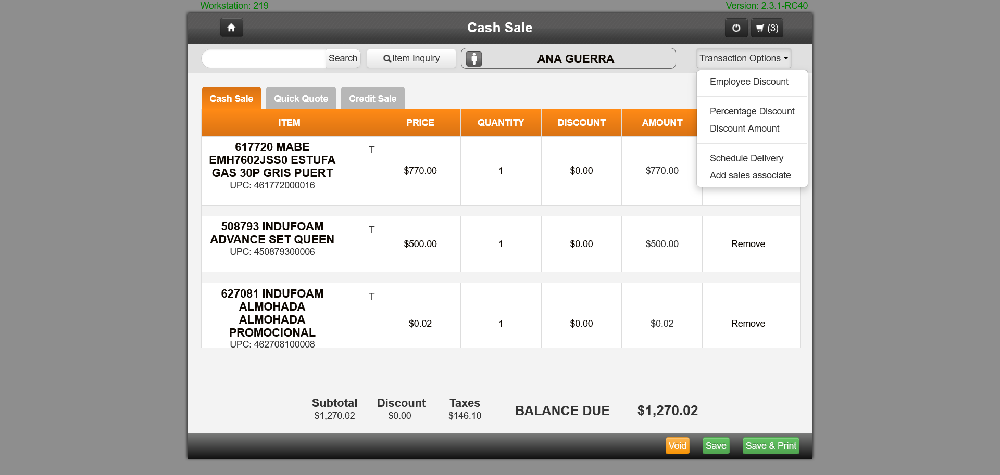 Workstation: 219
Version: 2.3.1-RC40
Cash Sale
(3)
Search
Item Inquiry
ANA GUERRA
Transaction Options
Employee Discount
Percentage Discount
Discount Amount
Schedule Delivery
Add sales associate
Cash Sale
Quick Quote
Credit Sale
ITEM PRICE QUANTITY DISCOUNT AMOUNT
617720 MABE
EMH7602JSS0 ESTUFA
GAS 30P GRIS PUERT
UPC: 461772000016
T
$770.00 1 $0.00 $770.00
508793 INDUFOAM
ADVANCE SET QUEEN
UPC: 450879300006
T
$500.00 1 $0.00 $500.00 Remove
627081 INDUFOAM
ALMOHADA
ALMOHADA
PROMOCIONAL
UPC: 462708100008
T
$0.02 1 $0.00 $0.02 Remove
Subtotal
$1,270.02
Discount
$0.00
Taxes
$146.10
BALANCE DUE $1,270.02
Void
Save
Save & Print